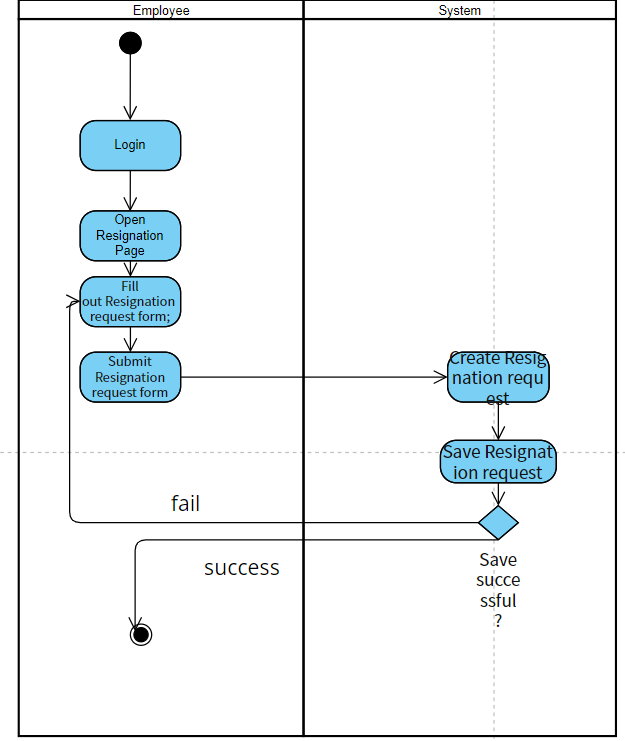 Employee
System
Login
Open
Resignation
Page
Fill
out Resignation
request form;
Submit
Resignation
request form
Create Resig
nation requ
est
Save Resignat
ion request
fail
success
Save
succe
ssful
?